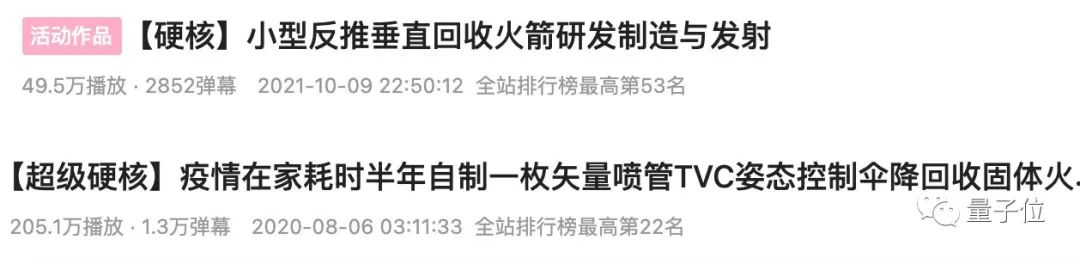 活动作品 【硬核】小型反推垂直回收火箭研发制造与发射
49.5万播放 · 2852弹幕 2021-10-09 22:50:12 全站排行榜最高第53名
【超级硬核】疫情在家耗时半年自制一枚矢量喷管TVC姿态控制伞降回收固体火...
205.1万播放 · 1.3万弹幕 2020-08-06 03:11:33 全站排行榜最高第22名
量子位